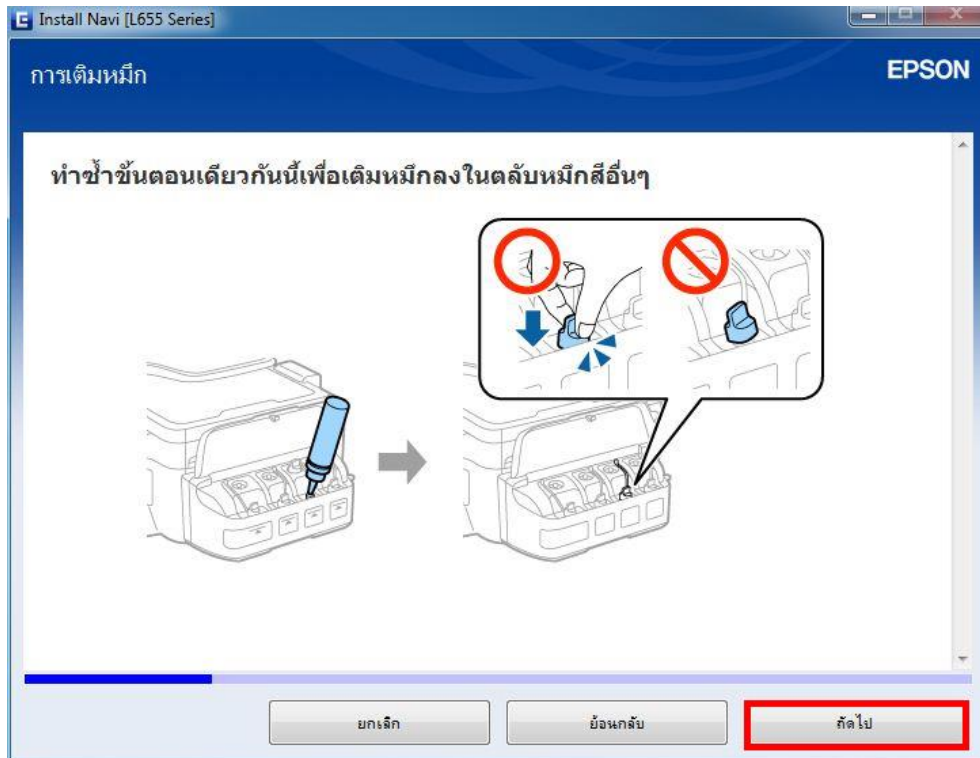 Install Navi [L655 Series]
การเติมหมึก
EPSON
ทำซ้ำขั้นตอนเดียวกันนี้เพื่อเติมหมึกลงในตลับหมึกสีอื่นๆ
ยกเลิก
ย้อนกลับ
ถัดไป